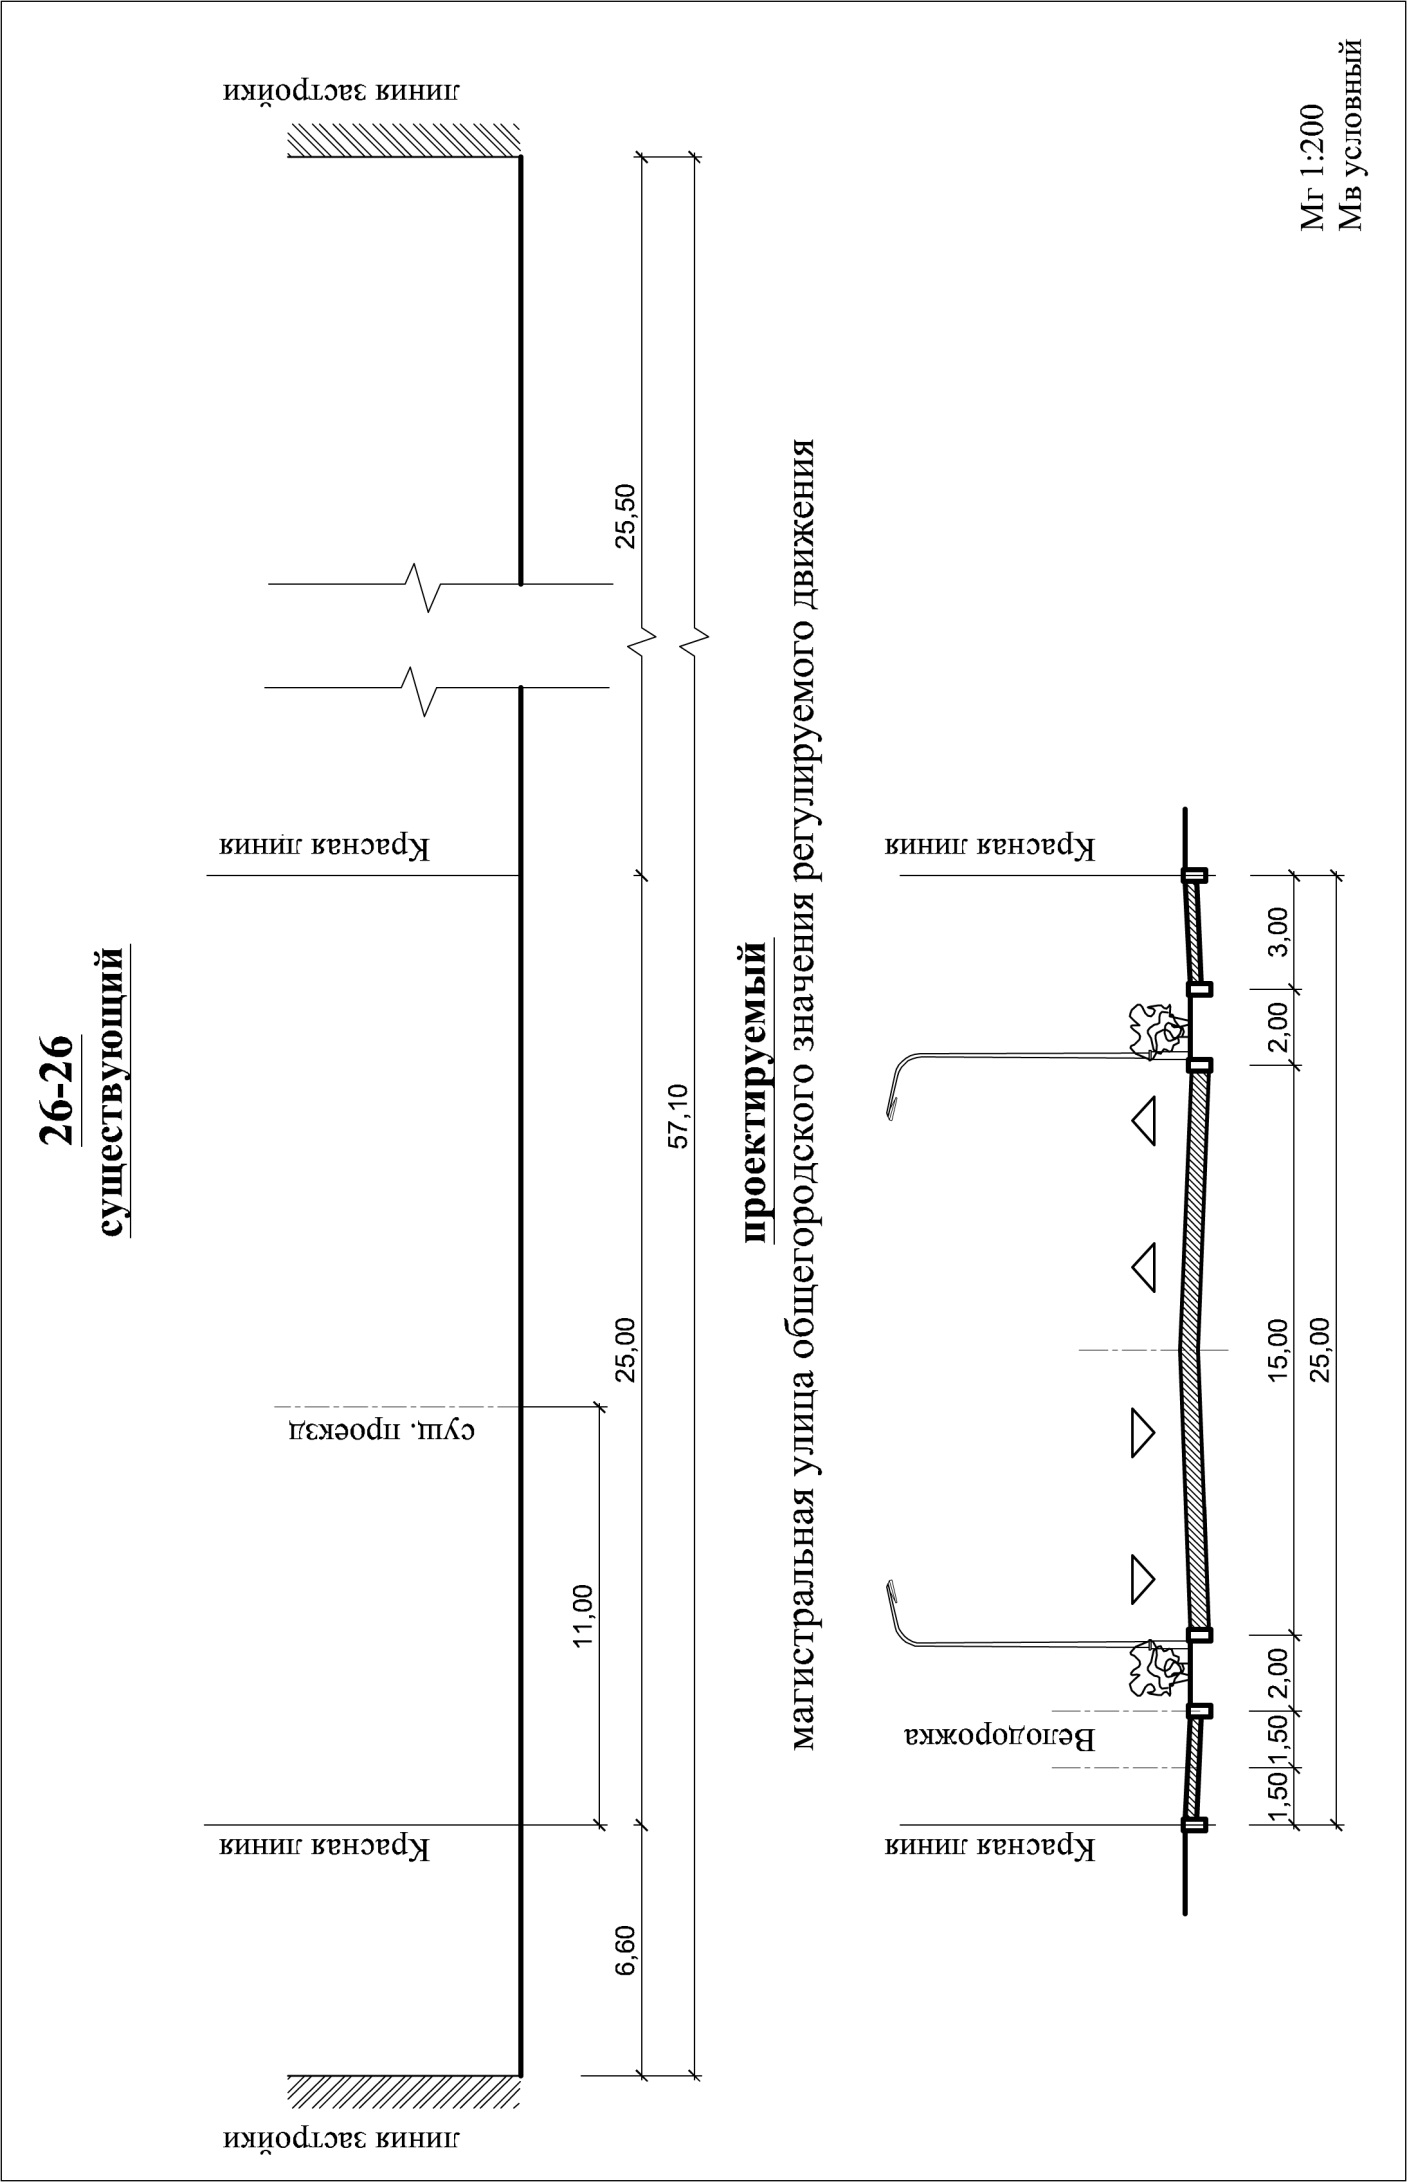 26-26
существующий
линия застройки
Красная линия
сущ. проекзд
Красная линия
линия застройки
11,00
6,60
25,00
25,50
57,10
проектируемый
магистральная улица общегородского значения регулируемого движения
Красная линия
Велодорожка
Красная линия
1,50
1,50
2,00
15,00
2,00
3,00
25,00
Мг 1:200
Мв условный